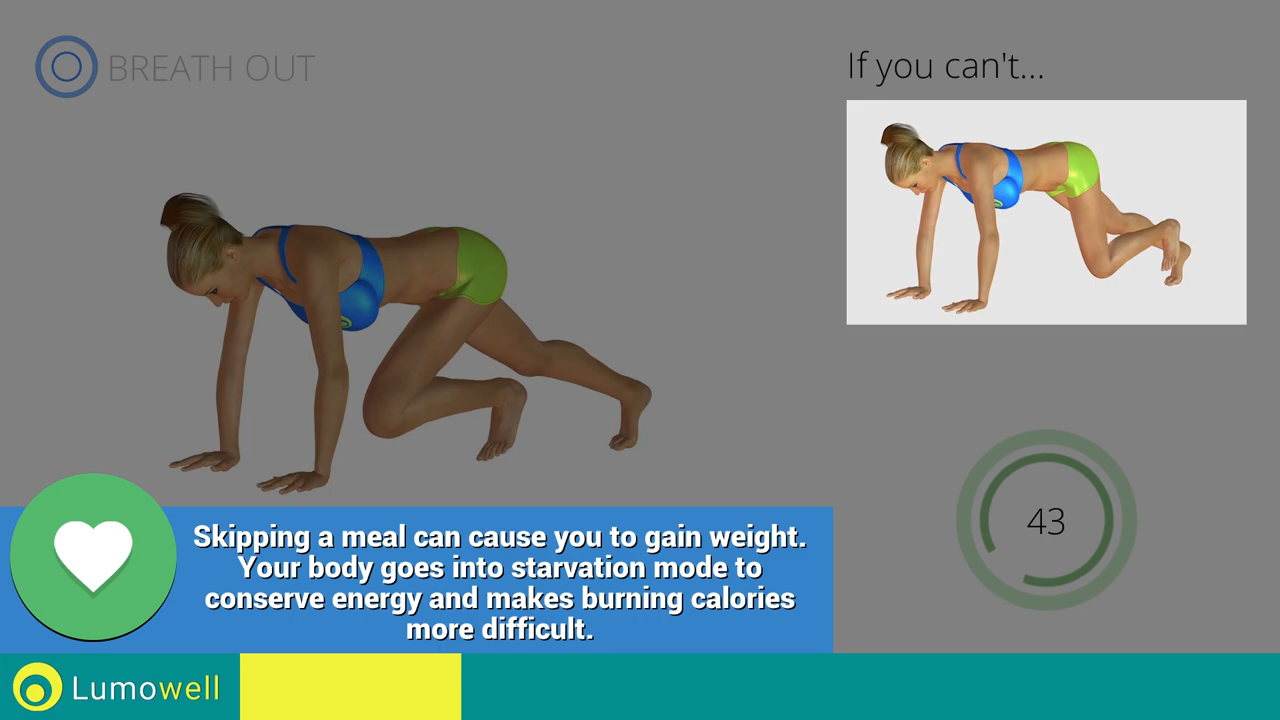 BREATH OUT
If you can't...
43
Skipping a meal can cause you to gain weight.
Your body goes into starvation mode to
conserve energy and makes burning calories
more difficult.
Lumowell